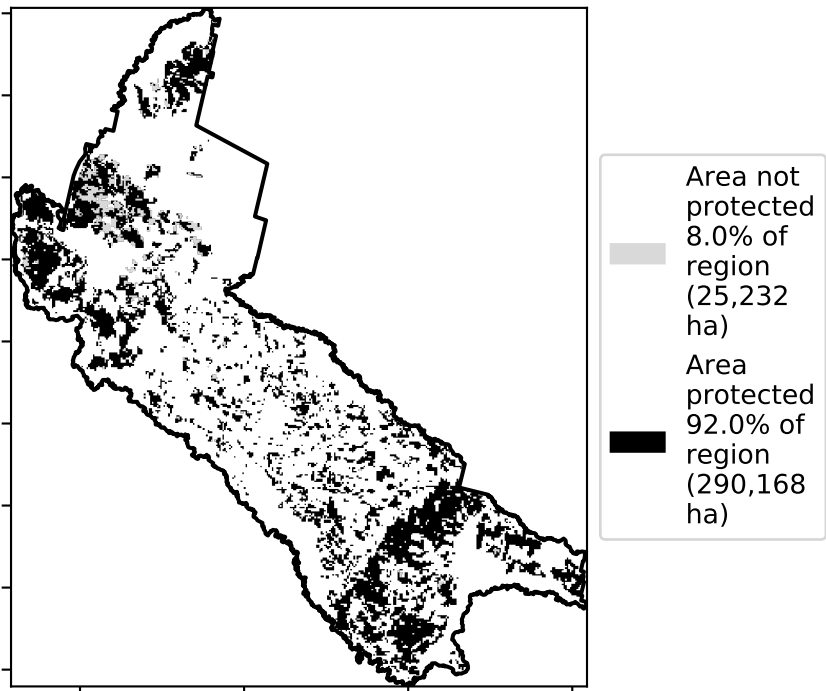 Area not
protected
8.0% of
region
(25,232
ha)
Area
protected
92.0% of
region
(290,168
ha)